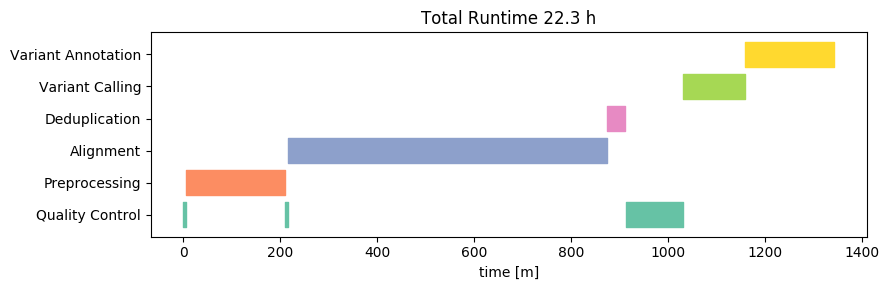 Total Runtime 22.3 h
Variant Annotation
Variant Calling
Deduplication
Alignment
Preprocessing
Quality Control
0 200 400 600 800 1000 1200 1400
time [m]